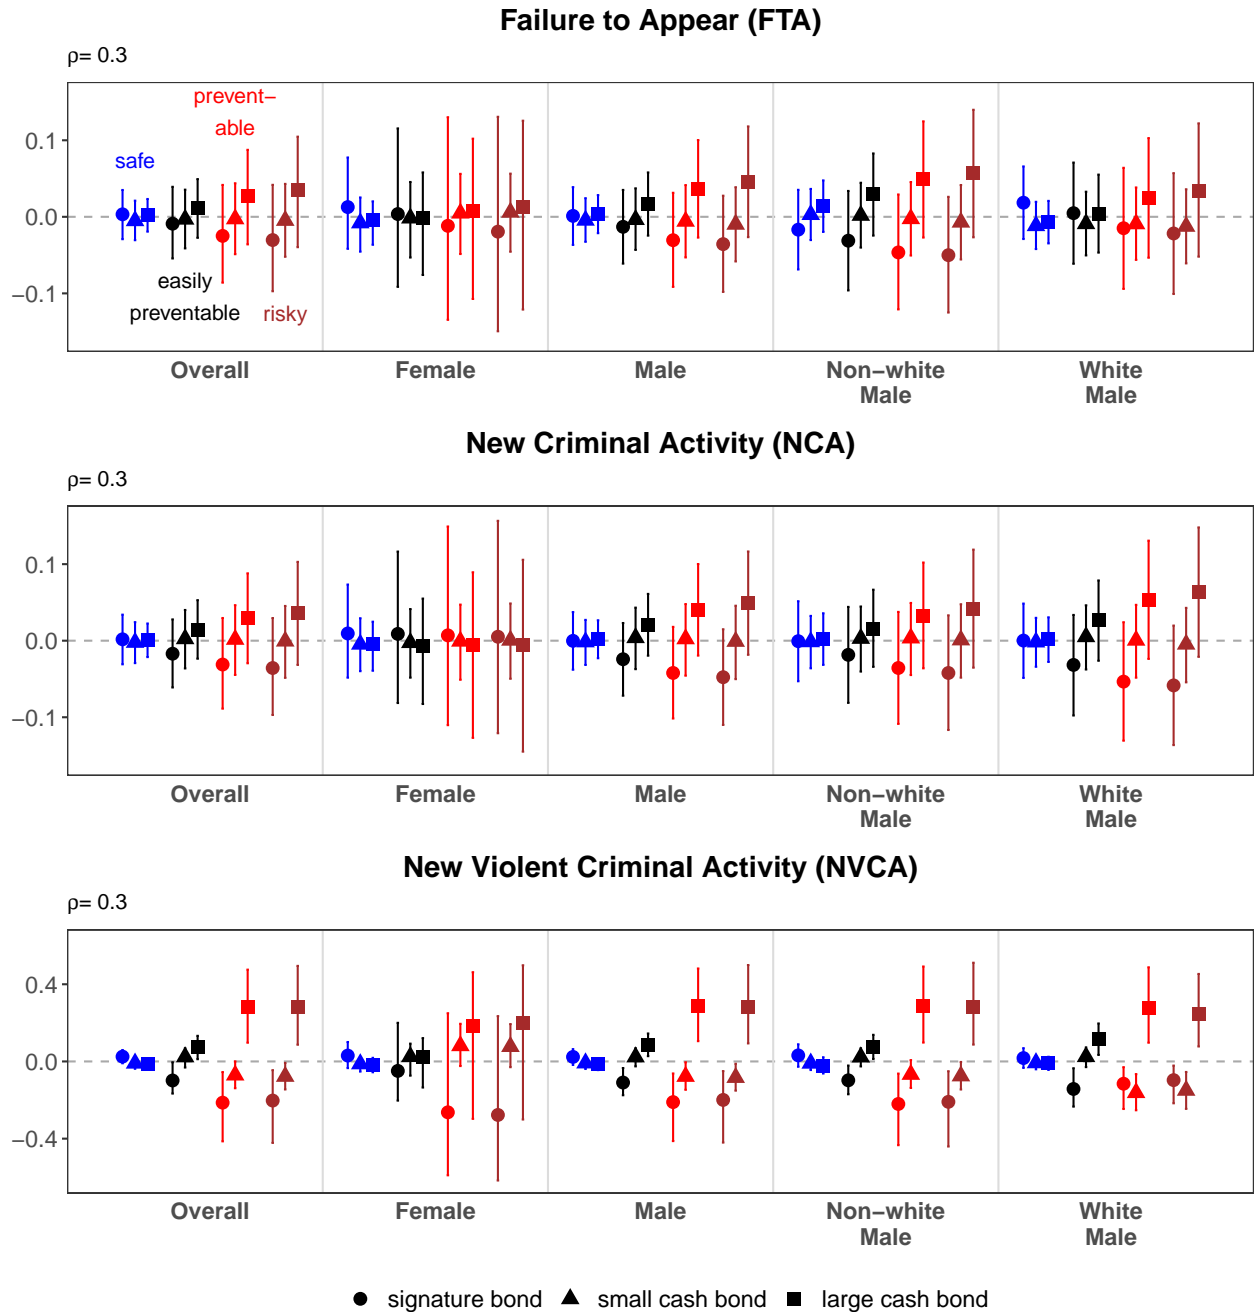 Failure to Appear (FTA)
ρ= 0.3
prevent−
able
safe
0.1
0.0
−0.1
easily
preventable
risky
Overall
Female
Male
Non−white
Male
White
Male
New Criminal Activity (NCA)
ρ= 0.3
0.1
0.0
−0.1
Overall
Female
Male
Non−white
Male
White
Male
New Violent Criminal Activity (NVCA)
ρ= 0.3
0.4
0.0
−0.4
Overall
Female
Male
Non−white
Male
White
Male
signature bond
small cash bond
large cash bond